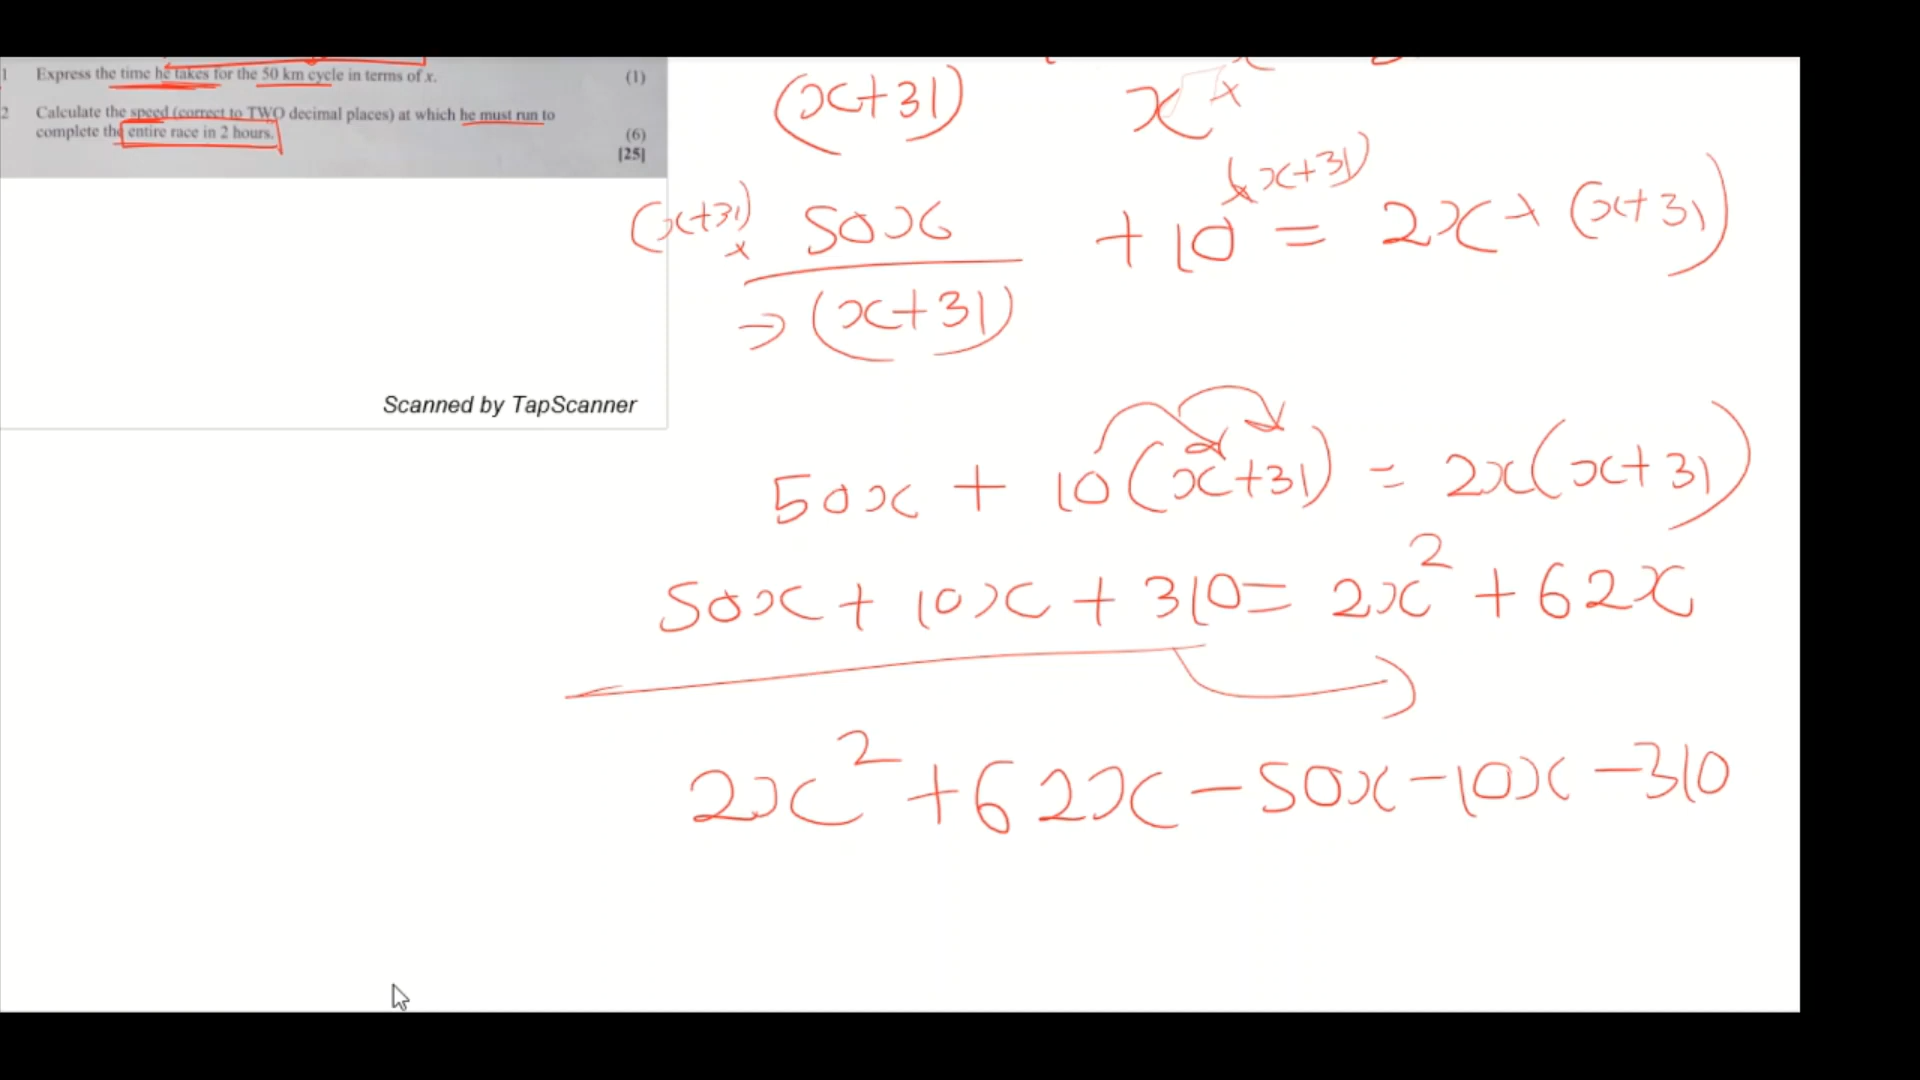 1 Express the time he takes for the 50 km cycle in terms of x. (1)
2 Calculate the speed (correct to TWO decimal places) at which he must run to
complete the entire race in 2 hours. (6)
[25]
Scanned by TapScanner
(x+31) x ×
(x+31) × 50x + 10 × (x+31) = 2x × (x+31)
→ (x+31)
50x + 10(x+31) = 2x(x+31)
50x + 10x + 310 = 2x² + 62x
2x² + 62x - 50x - 10x - 310